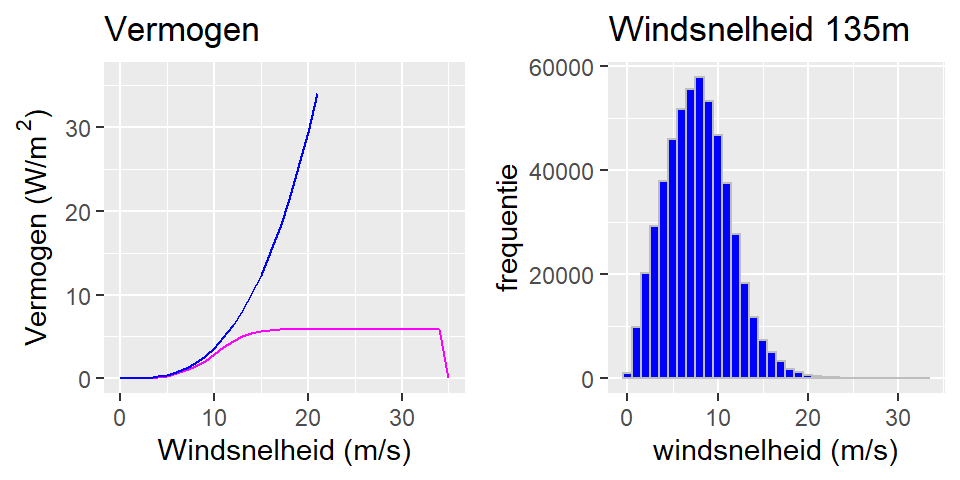 Vermogen
Vermogen (W/m²)
30
20
10
0
0 10 20 30
Windsnelheid (m/s)
Windsnelheid 135m
frequentie
60000
40000
20000
0
0 10 20 30
windsnelheid (m/s)